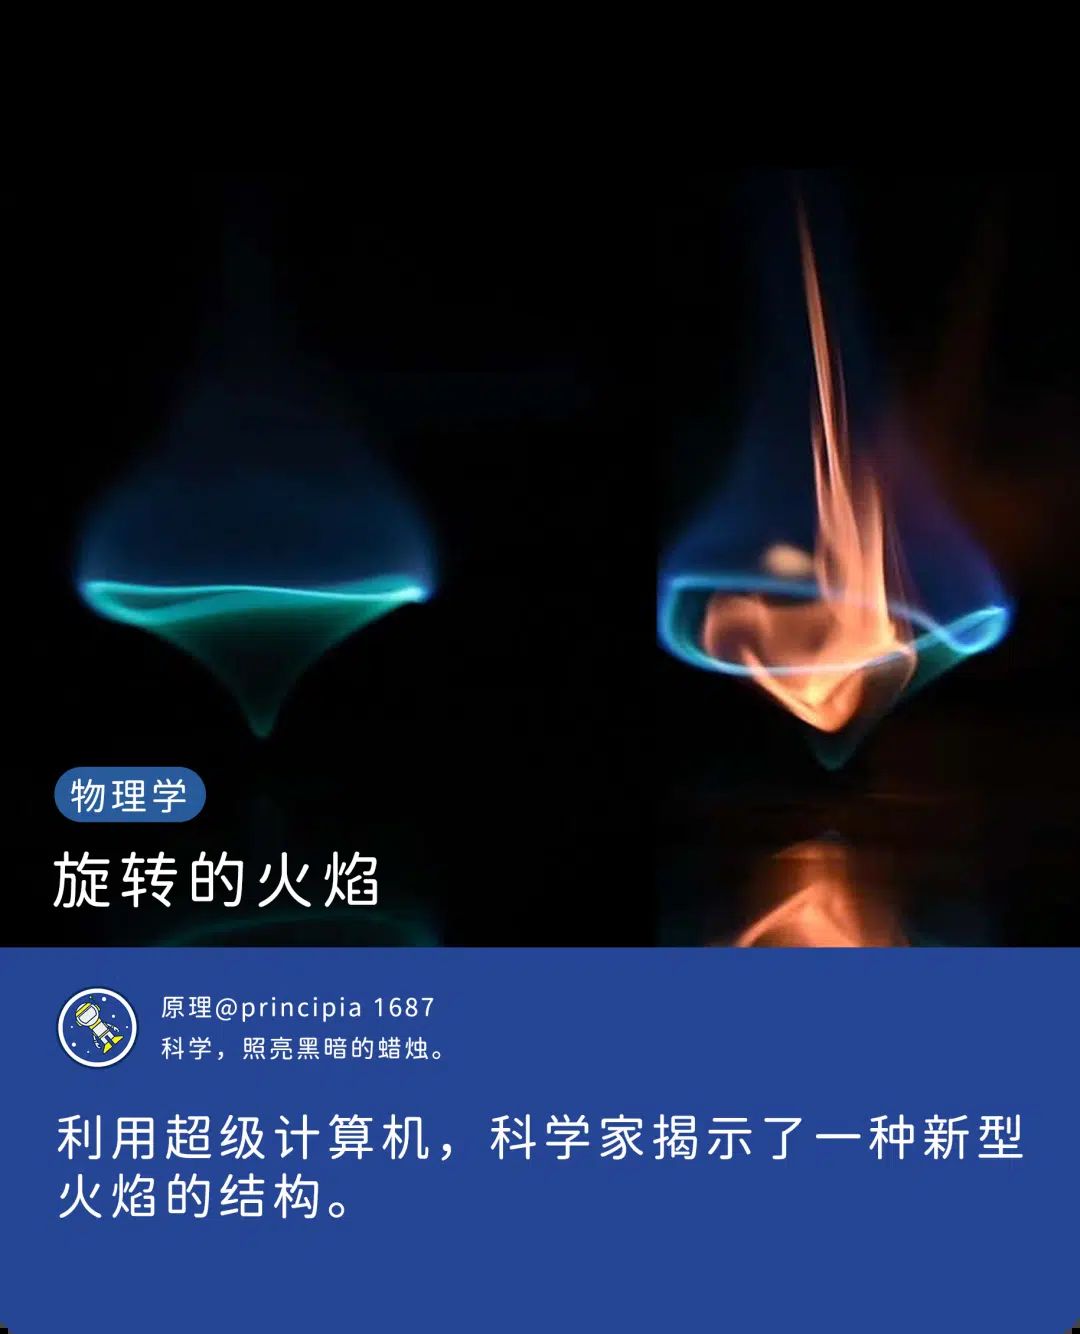 物理学
旋转的火焰
原理@principia 1687
科学，照亮黑暗的蜡烛。
利用超级计算机，科学家揭示了一种新型
火焰的结构。